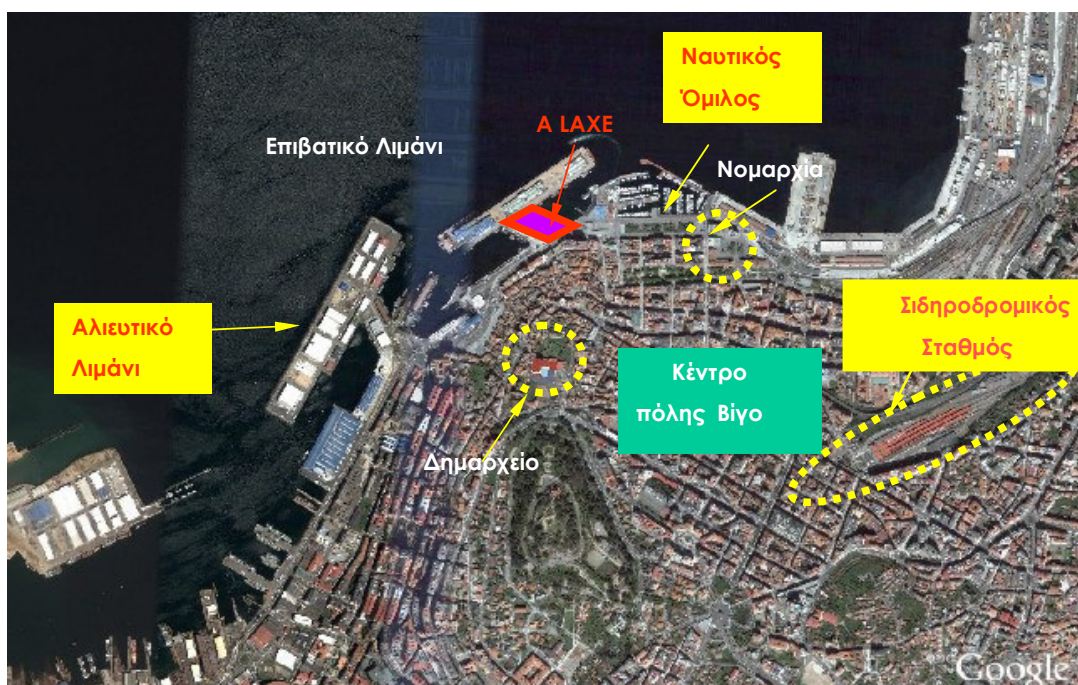 Ναυτικός
Όμιλος
A LAXE
Επιβατικό Λιμάνι
Νομαρχία
Σιδηροδρομικός
Σταθμός
Αλιευτικό
Λιμάνι
Κέντρο
πόλης Βίγο
Δημαρχείο
Google